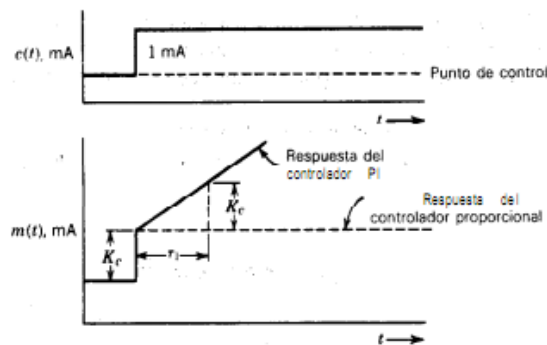 c(t), mA
1 mA
Punto de control
t
Respuesta del
controlador PI
Respuesta del
controlador proporcional
K_c
m(t), mA
K_c
τ_I
t